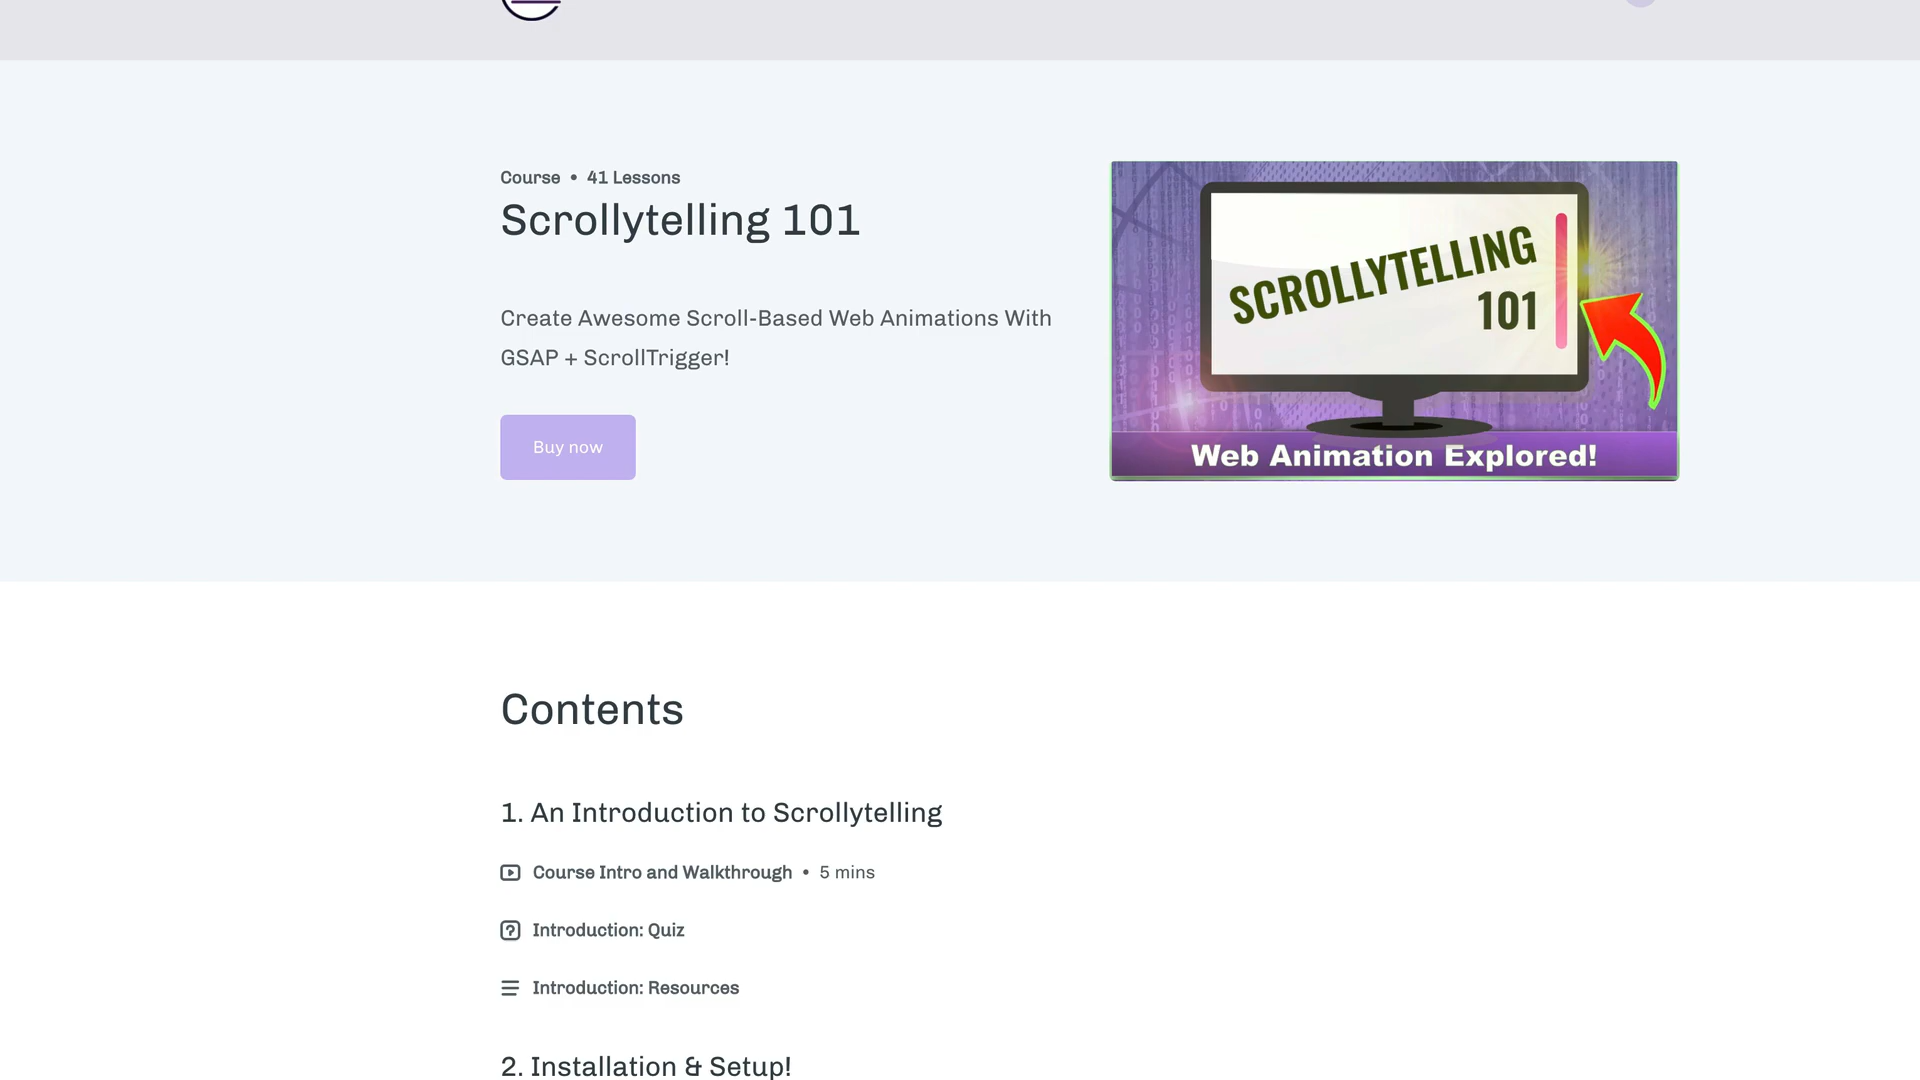 Course • 41 Lessons
Scrollytelling 101
Create Awesome Scroll-Based Web Animations With
GSAP + ScrollTrigger!
Buy now
SCROLLYTELLING
101
Web Animation Explored!
Contents
1. An Introduction to Scrollytelling
Course Intro and Walkthrough • 5 mins
Introduction: Quiz
Introduction: Resources
2. Installation & Setup!